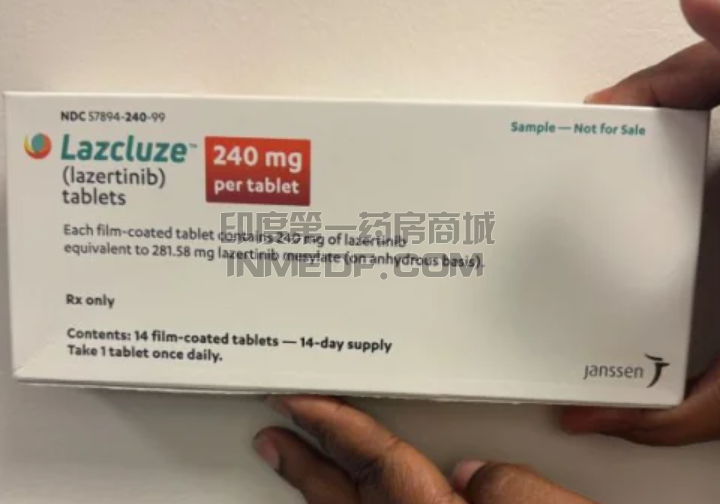 NDC 57894-240-99
Sample — Not for Sale
Lazcluze™
240 mg
per tablet
(lazertinib)
tablets
Each film-coated tablet contains 240 mg of lazertinib
equivalent to 281.58 mg lazertinib mesylate (on anhydrous basis).
印度第一药房商城
INMEDP.COM
Rx only
Contents: 14 film-coated tablets — 14-day supply
Take 1 tablet once daily.
janssen